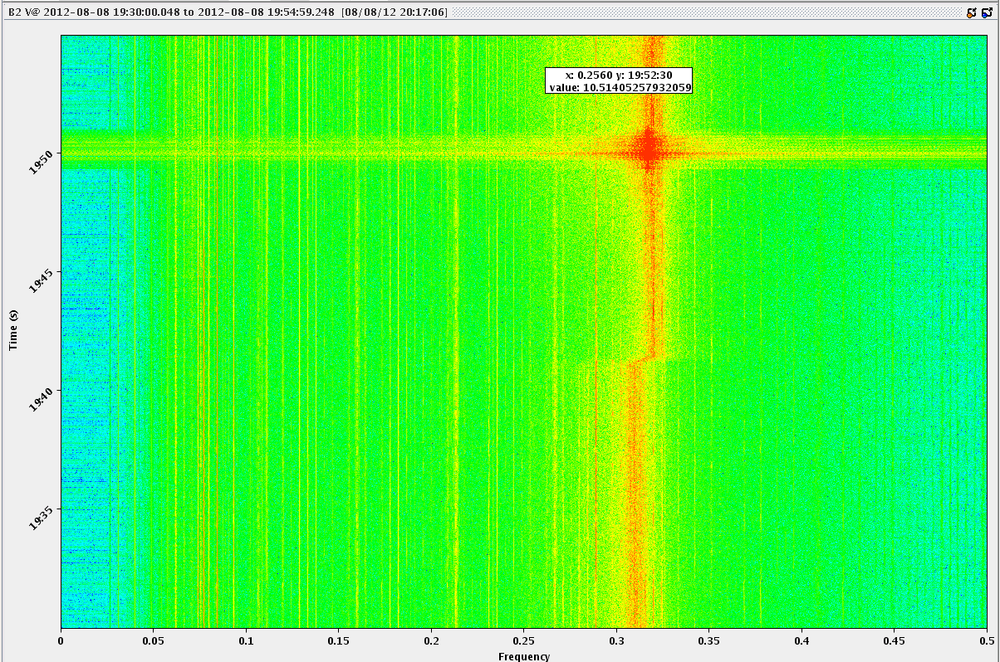 B2 V@ 2012-08-08 19:30:00.048 to 2012-08-08 19:54:59.248 [08/08/12 20:17:06]
x: 0.2560 y: 19:52:30
value: 10.51405257932059
19:50
19:45
19:40
19:35
Time (s)
0 0.05 0.1 0.15 0.2 0.25 0.3 0.35 0.4 0.45 0.5
Frequency